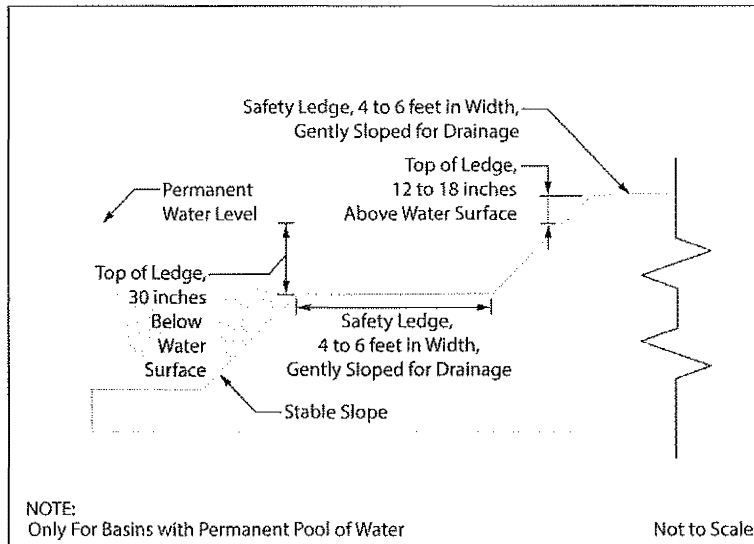 Safety Ledge, 4 to 6 feet in Width,
Gently Sloped for Drainage
Top of Ledge,
12 to 18 inches
Above Water Surface
Permanent
Water Level
Top of Ledge,
30 inches
Below
Water
Surface
Safety Ledge,
4 to 6 feet in Width,
Gently Sloped for Drainage
Stable Slope
NOTE:
Only For Basins with Permanent Pool of Water
Not to Scale